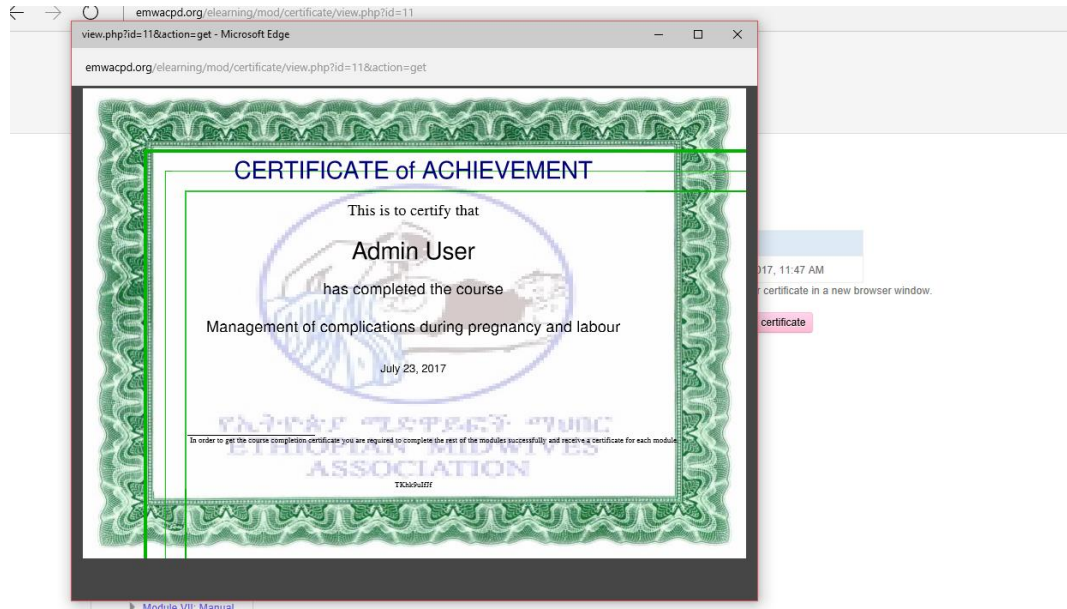 emwacpd.org/elearning/mod/certificate/view.php?id=11
view.php?id=11&action=get - Microsoft Edge
emwacpd.org/elearning/mod/certificate/view.php?id=11&action=get
CERTIFICATE of ACHIEVEMENT
This is to certify that
Admin User
has completed the course
Management of complications during pregnancy and labour
July 23, 2017
In order to get the course completion certificate you are required to complete the rest of the modules successfully and receive a certificate for each module.
ETHIOPIAN MIDWIVES
ASSOCIATION
017, 11:47 AM
r certificate in a new browser window.
certificate
Module VII: Manual